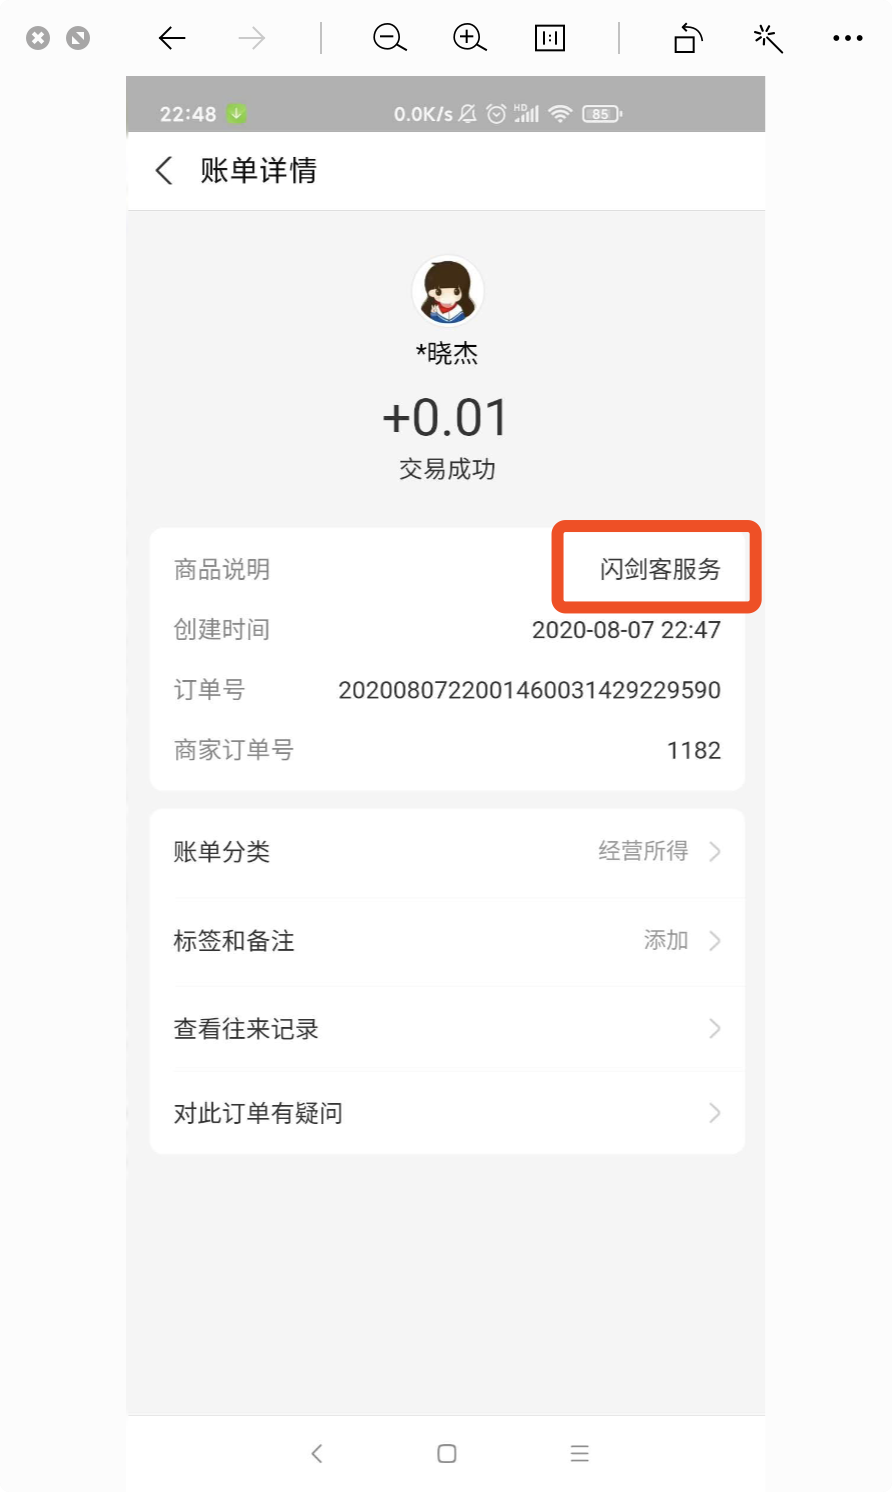 22:48 0.0K/s HD 85
账单详情
*晓杰
+0.01
交易成功
商品说明 闪剑客服务
创建时间 2020-08-07 22:47
订单号 2020080722001460031429229590
商家订单号 1182
账单分类 经营所得
标签和备注 添加
查看往来记录
对此订单有疑问